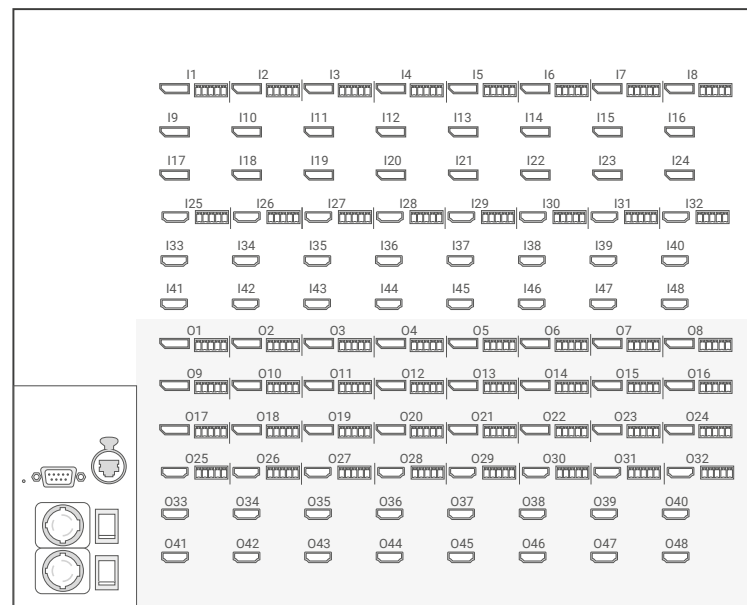 I1 I2 I3 I4 I5 I6 I7 I8
I9 I10 I11 I12 I13 I14 I15 I16
I17 I18 I19 I20 I21 I22 I23 I24
I25 I26 I27 I28 I29 I30 I31 I32
I33 I34 I35 I36 I37 I38 I39 I40
I41 I42 I43 I44 I45 I46 I47 I48
O1 O2 O3 O4 O5 O6 O7 O8
O9 O10 O11 O12 O13 O14 O15 O16
O17 O18 O19 O20 O21 O22 O23 O24
O25 O26 O27 O28 O29 O30 O31 O32
O33 O34 O35 O36 O37 O38 O39 O40
O41 O42 O43 O44 O45 O46 O47 O48